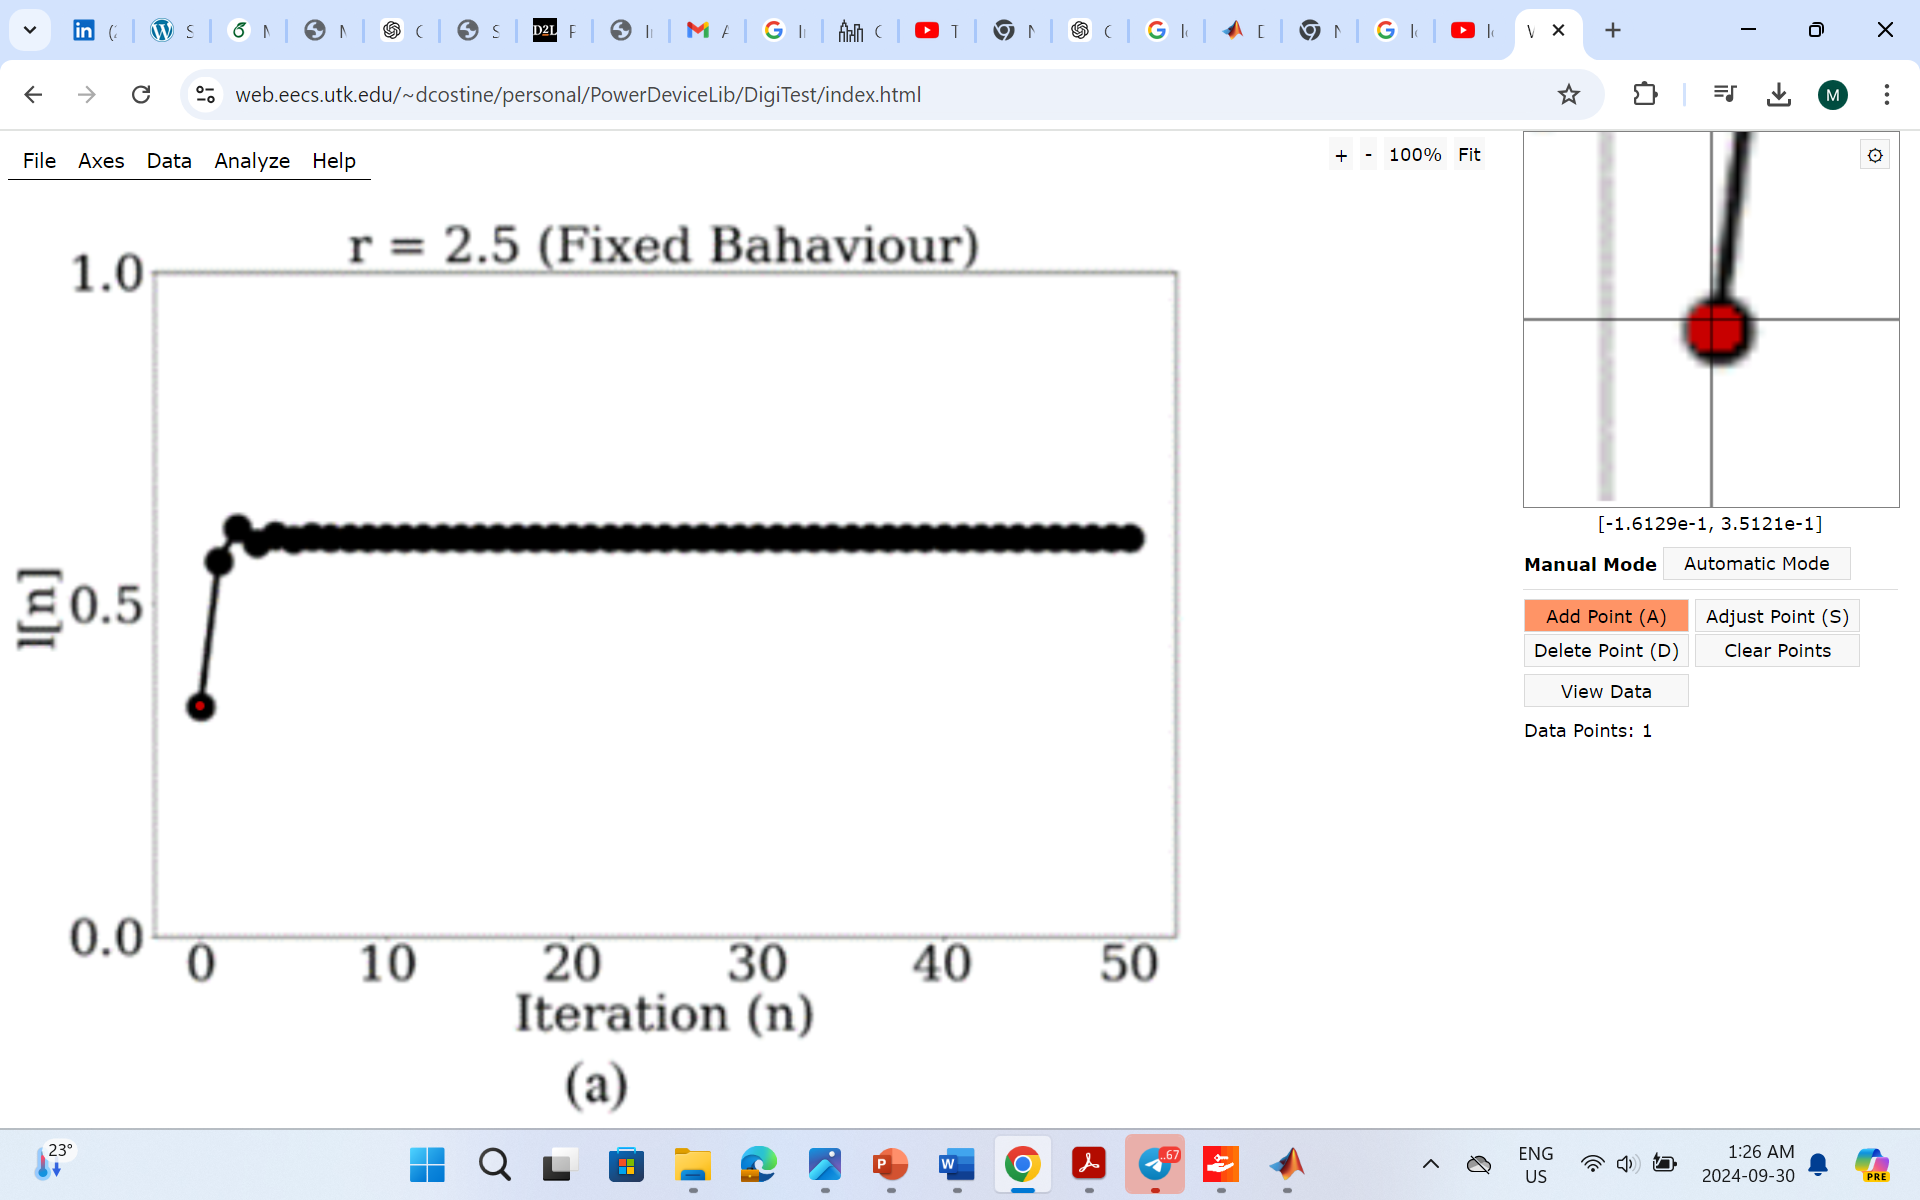 web.eecs.utk.edu/~dcostine/personal/PowerDeviceLib/DigiTest/index.html
M
File Axes Data Analyze Help
+ - 100% Fit
r = 2.5 (Fixed Bahaviour)
1.0
0.5
0.0
I[n]
0 10 20 30 40 50
Iteration (n)
(a)
[-1.6129e-1, 3.5121e-1]
Manual Mode Automatic Mode
Add Point (A) Adjust Point (S)
Delete Point (D) Clear Points
View Data
Data Points: 1
23°
..67
ENG
US
1:26 AM
2024-09-30
PRE